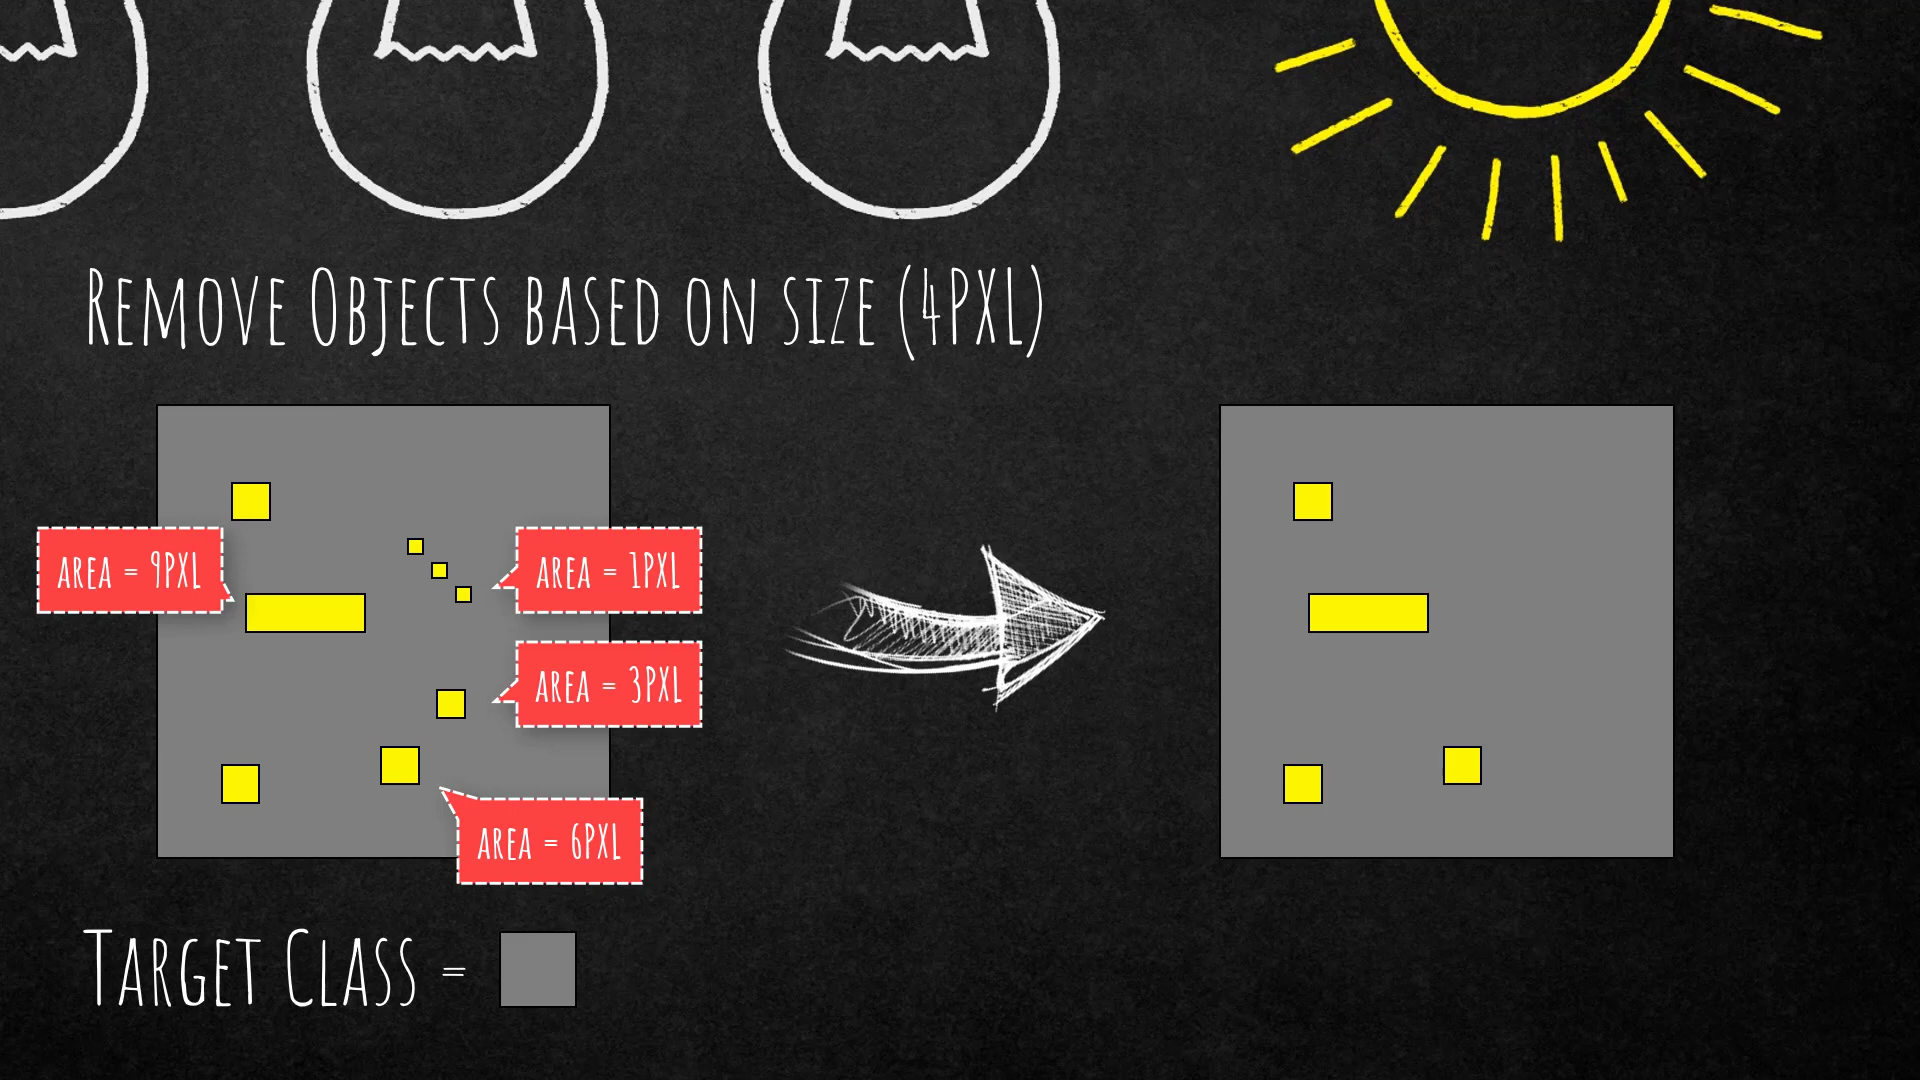 Remove Objects based on size (4PXL)
area = 9PXL
area = 1PXL
area = 3PXL
area = 6PXL
Target Class =